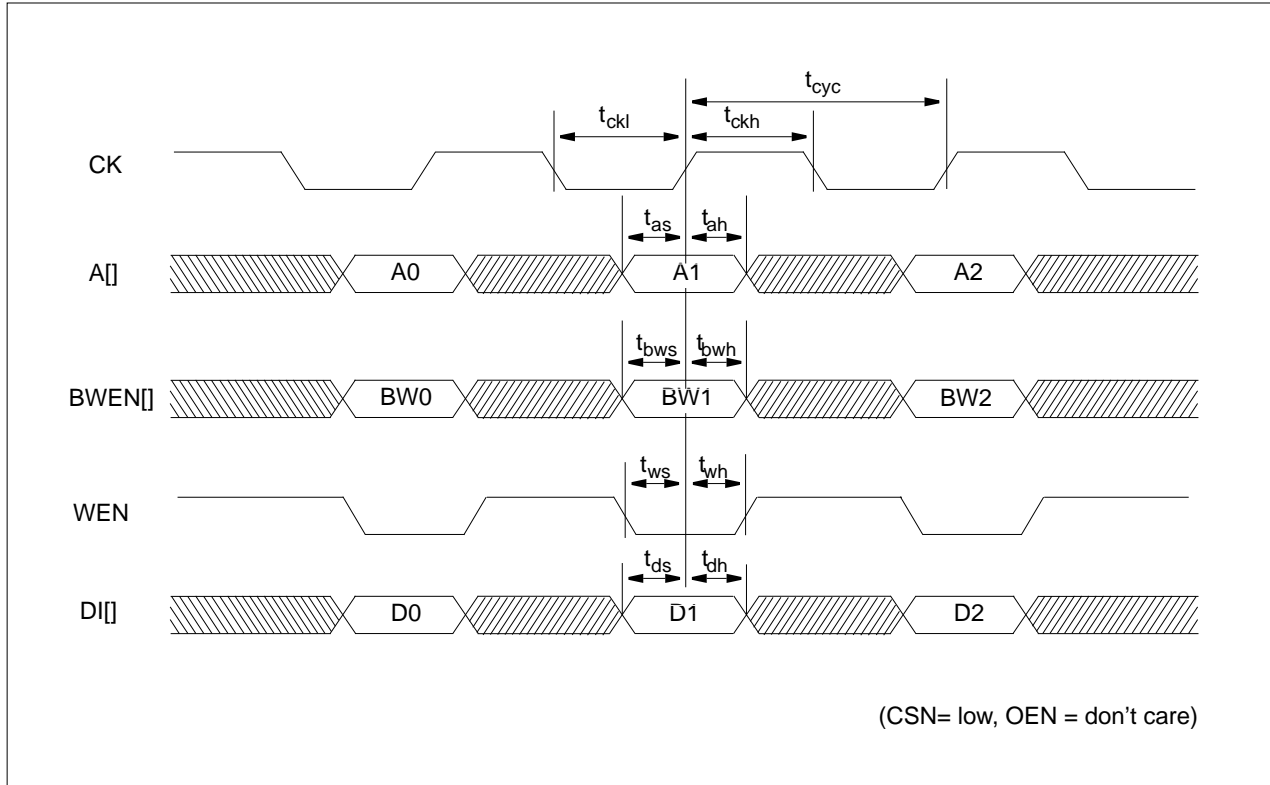 tcyc
tckl tckh
CK
tas tah
A[] A0 A1 A2
tbws tbwh
BWEN[] BW0 BW1 BW2
tws twh
WEN
tds tdh
DI[] D0 D1 D2
(CSN= low, OEN = don't care)